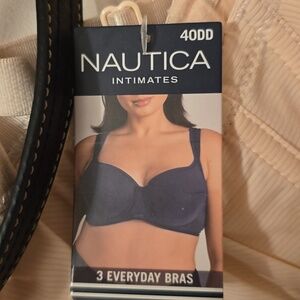 40DD
NAUTICA
INTIMATES
3 EVERYDAY BRAS